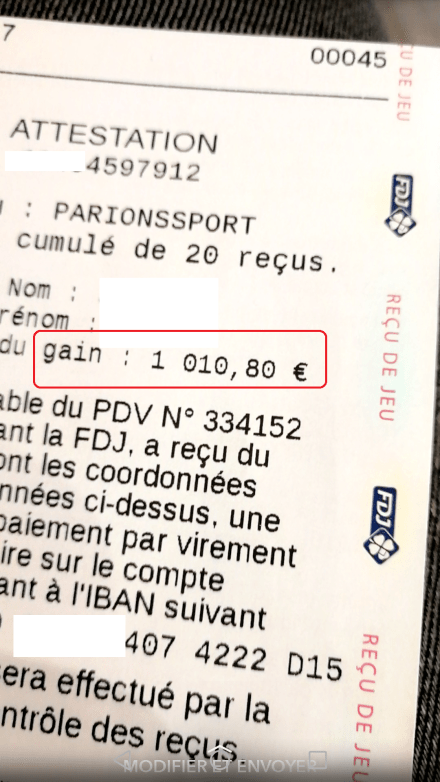 7
00045
ATTESTATION
4597912
: PARIONSSPORT
cumulé de 20 reçus.
Nom :
rénom :
du gain : 1 010,80 €
able du PDV N° 334152
ant la FDJ, a reçu du
ont les coordonnées
nnées ci-dessus, une
paiement par virement
ire sur le compte
ant à l'IBAN suivant
407 4222 D15
sera effectué par la
ntrôle des reçus
MODIFIER ET ENVOYER
U DE JEU
FDJ
REÇU DE JEU
FDJ
REÇU DE JEU